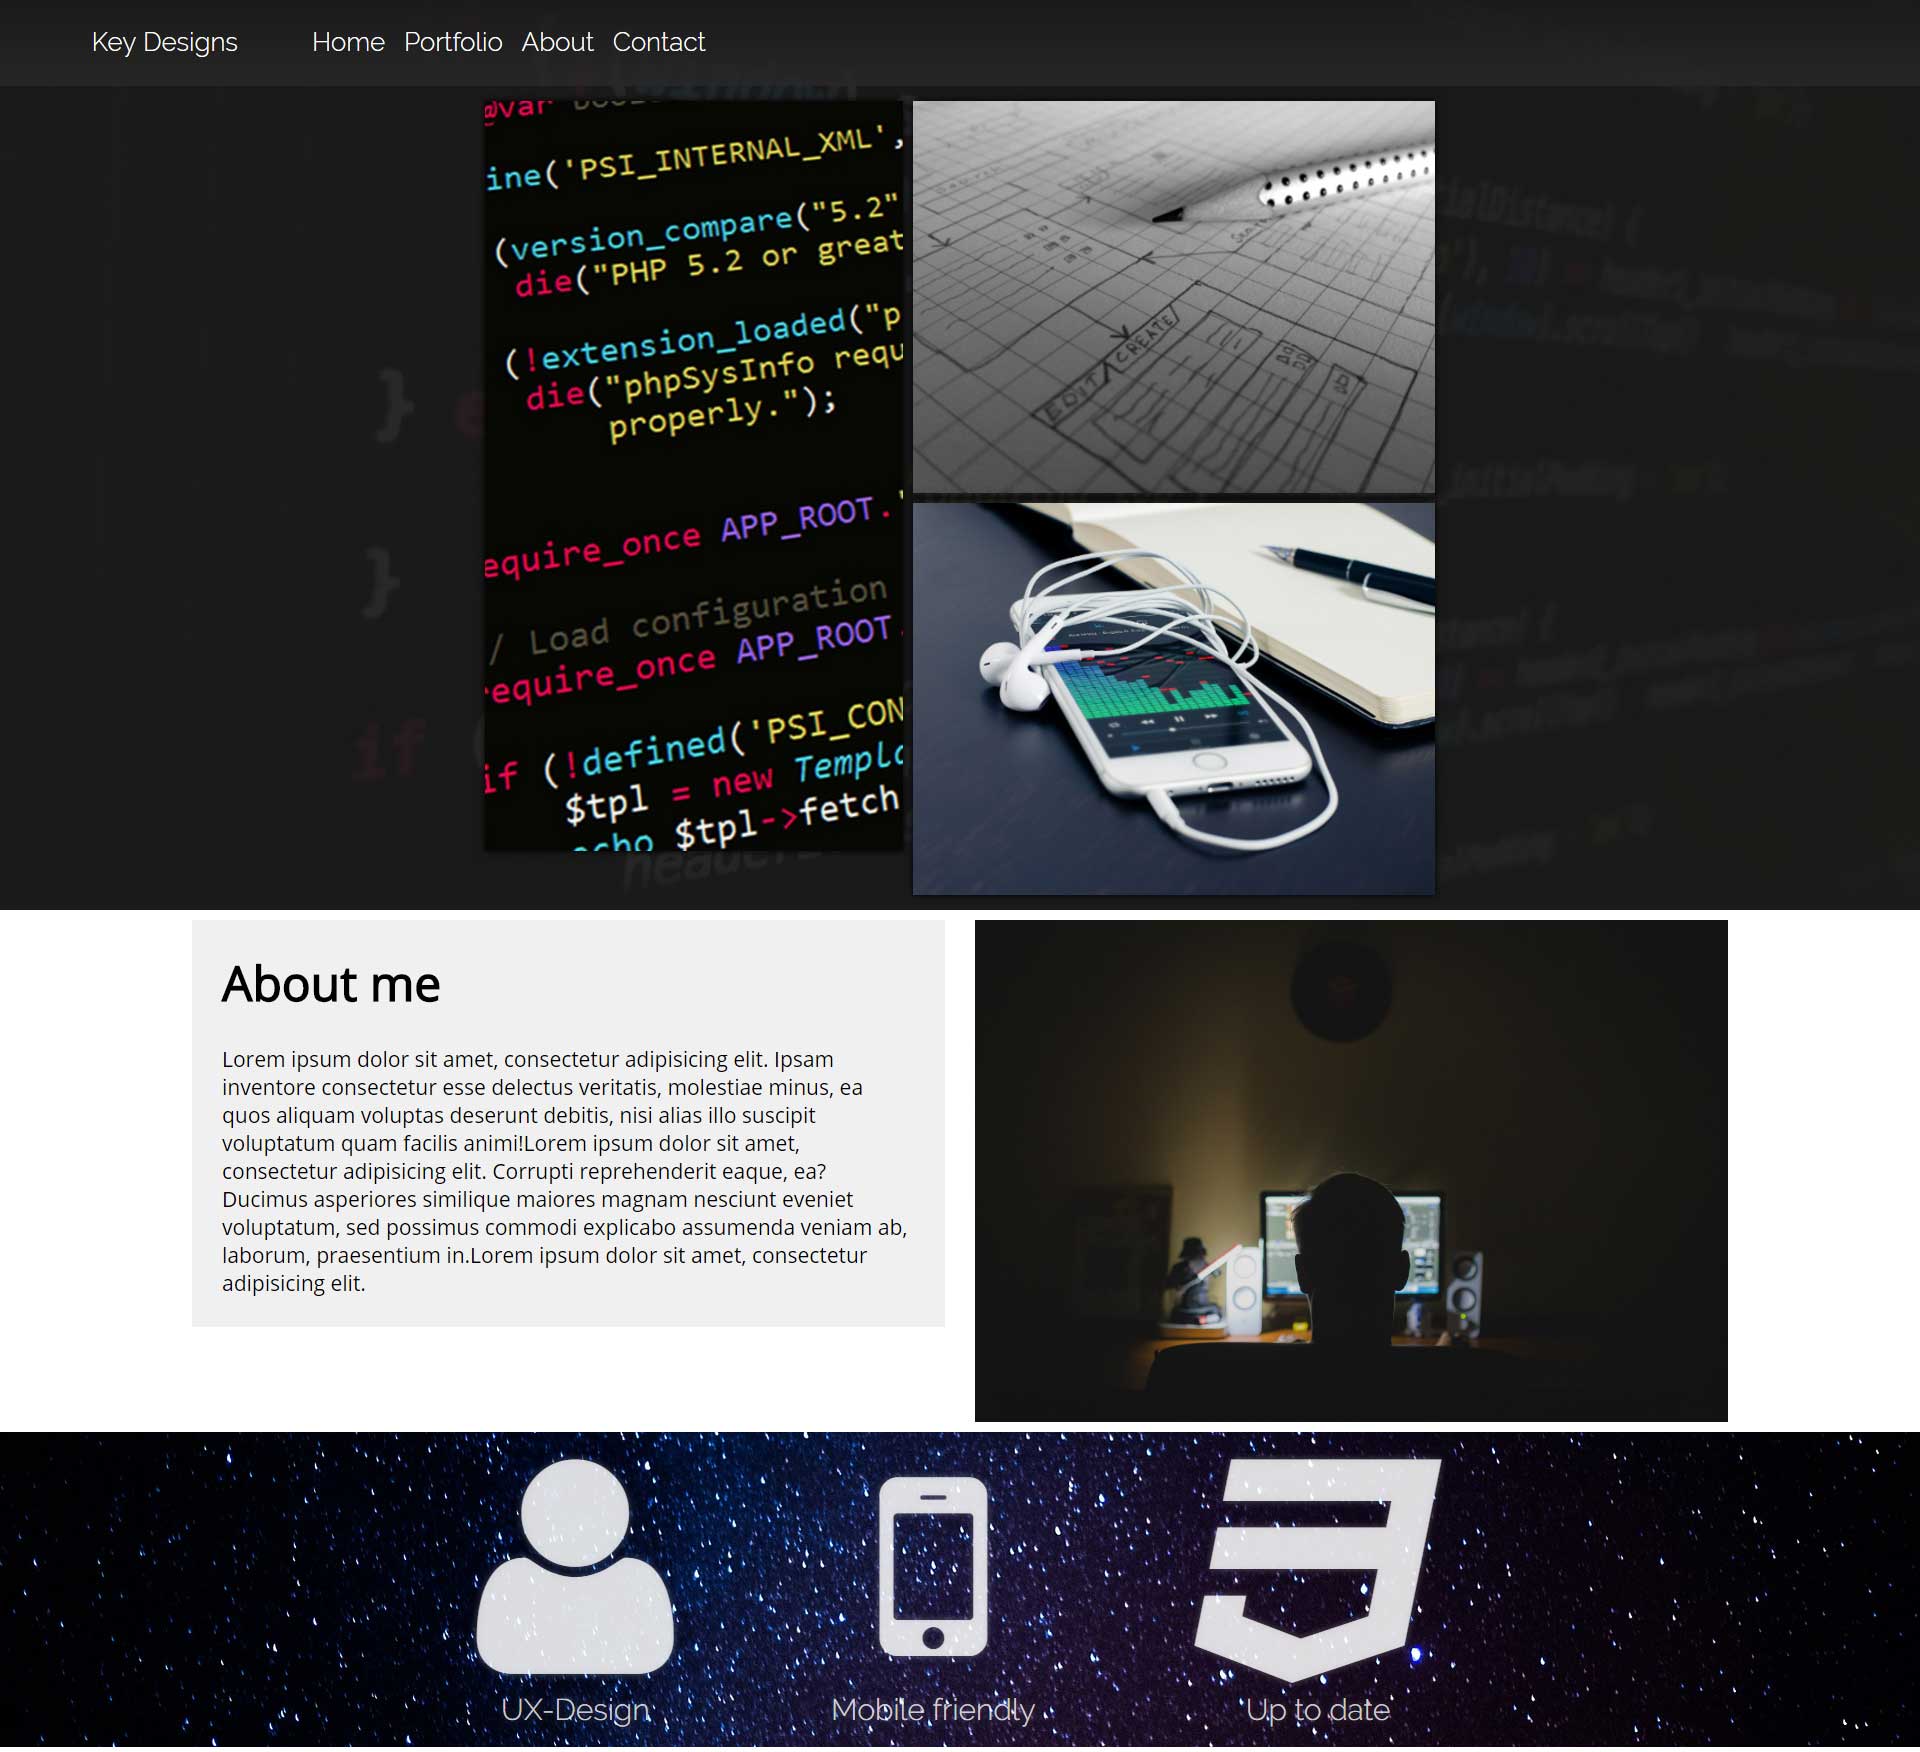 Key Designs Home Portfolio About Contact
@var
ine('PSI_INTERNAL_XML',
(version_compare("5.2"
die("PHP 5.2 or great
(!extension_loaded("p
die("phpSysInfo requ
properly.");
equire_once APP_ROOT.'
/ Load configuration
require_once APP_ROOT.
if (!defined('PSI_CON
$tpl = new Templa
echo $tpl->fetch
EDIT CREATE
} e
}
if (
About me
Lorem ipsum dolor sit amet, consectetur adipisicing elit. Ipsam
inventore consectetur esse delectus veritatis, molestiae minus, ea
quos aliquam voluptas deserunt debitis, nisi alias illo suscipit
voluptatum quam facilis animi!Lorem ipsum dolor sit amet,
consectetur adipisicing elit. Corrupti reprehenderit eaque, ea?
Ducimus asperiores similique maiores magnam nesciunt eveniet
voluptatum, sed possimus commodi explicabo assumenda veniam ab,
laborum, praesentium in.Lorem ipsum dolor sit amet, consectetur
adipisicing elit.
UX-Design
Mobile friendly
Up to date